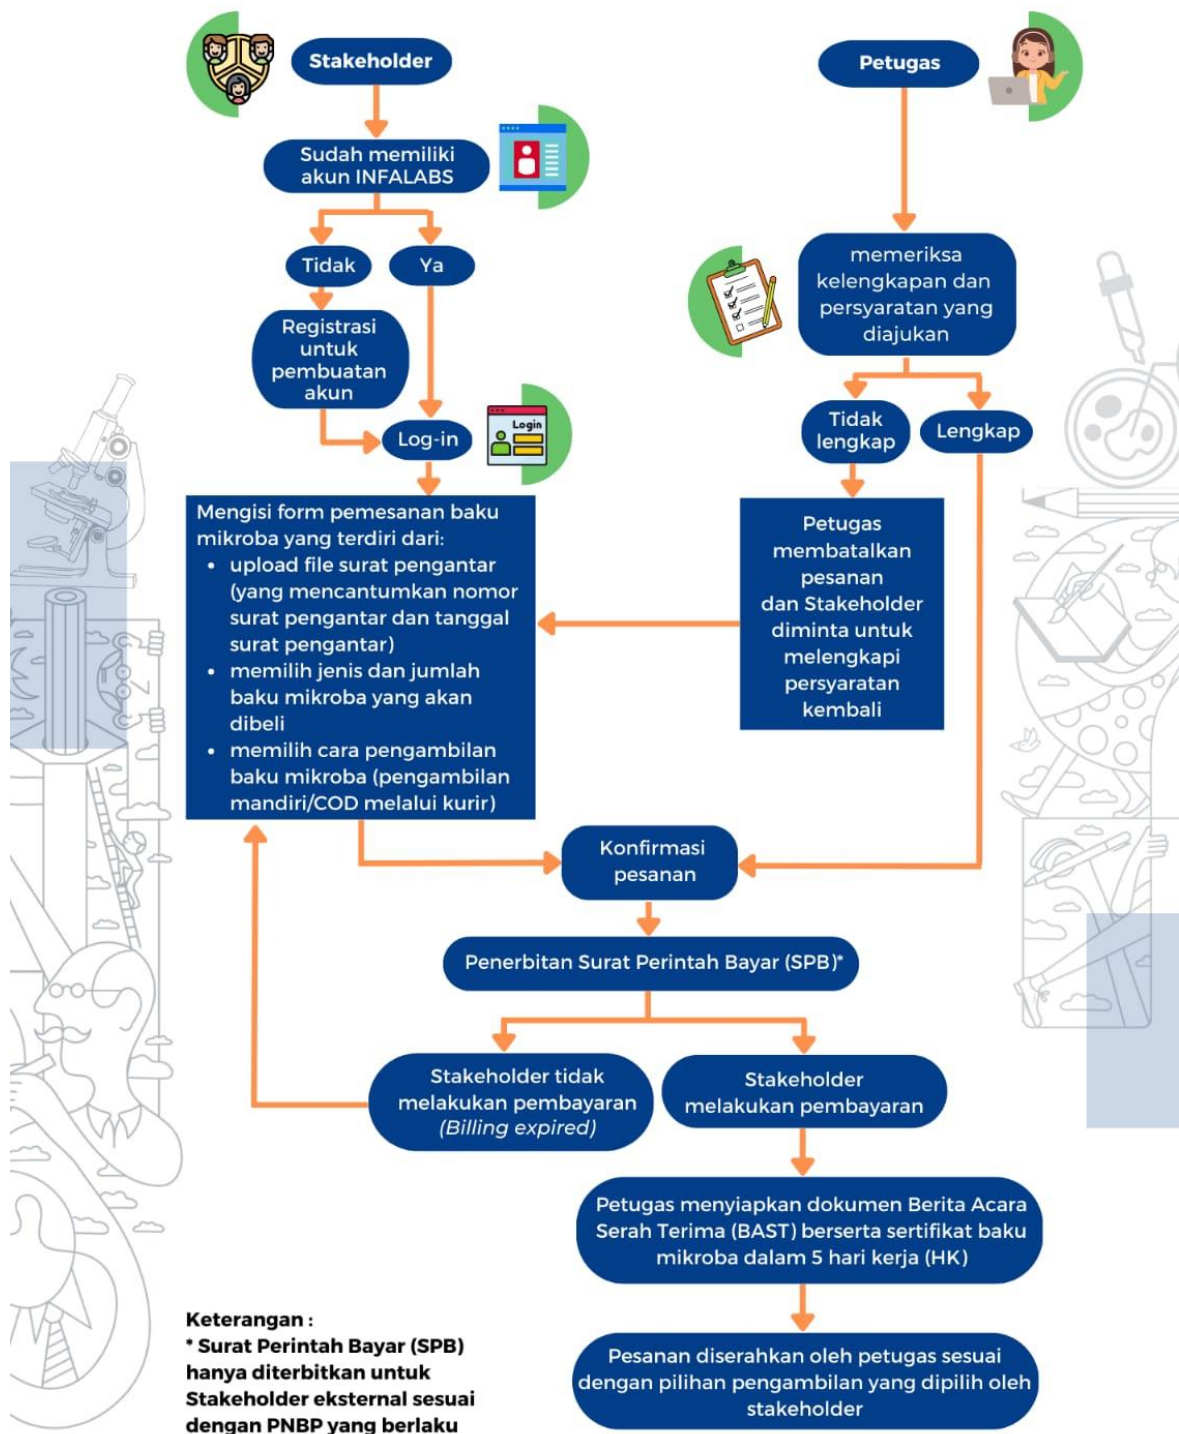 Stakeholder
Sudah memiliki
akun INFALABS
Tidak
Ya
Registrasi
untuk
pembuatan
akun
Log-in
Login
Mengisi form pemesanan baku
mikroba yang terdiri dari:
• upload file surat pengantar
(yang mencantumkan nomor
surat pengantar dan tanggal
surat pengantar)
• memilih jenis dan jumlah
baku mikroba yang akan
dibeli
• memilih cara pengambilan
baku mikroba (pengambilan
mandiri/COD melalui kurir)
Petugas
memeriksa
kelengkapan dan
persyaratan yang
diajukan
Tidak
lengkap
Lengkap
Petugas
membatalkan
pesanan
dan Stakeholder
diminta untuk
melengkapi
persyaratan
kembali
Konfirmasi
pesanan
Penerbitan Surat Perintah Bayar (SPB)*
Stakeholder tidak
melakukan pembayaran
(Billing expired)
Stakeholder
melakukan pembayaran
Petugas menyiapkan dokumen Berita Acara
Serah Terima (BAST) berserta sertifikat baku
mikroba dalam 5 hari kerja (HK)
Pesanan diserahkan oleh petugas sesuai
dengan pilihan pengambilan yang dipilih oleh
stakeholder
Keterangan :
* Surat Perintah Bayar (SPB)
hanya diterbitkan untuk
Stakeholder eksternal sesuai
dengan PNBP yang berlaku